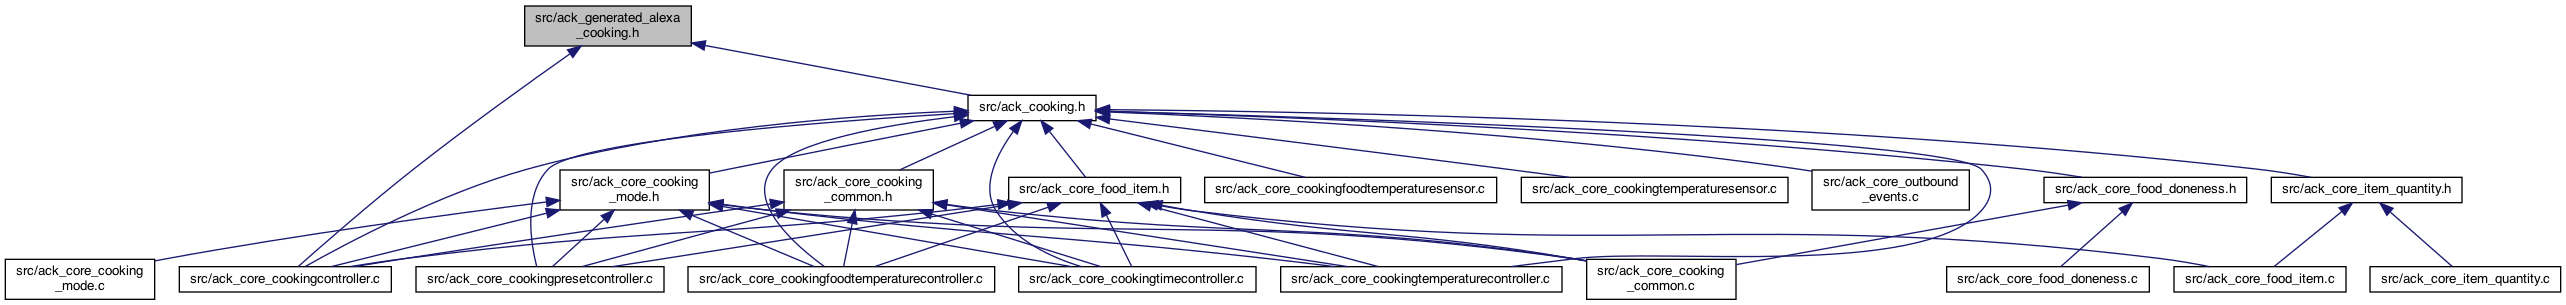 src/ack_generated_alexa
_cooking.h
src/ack_cooking.h
src/ack_core_cooking
_mode.h
src/ack_core_cooking
_common.h
src/ack_core_food_item.h
src/ack_core_cookingfoodtemperaturesensor.c
src/ack_core_cookingtemperaturesensor.c
src/ack_core_outbound
_events.c
src/ack_core_food_doneness.h
src/ack_core_item_quantity.h
src/ack_core_cooking
_mode.c
src/ack_core_cookingcontroller.c
src/ack_core_cookingpresetcontroller.c
src/ack_core_cookingfoodtemperaturecontroller.c
src/ack_core_cookingtimecontroller.c
src/ack_core_cookingtemperaturecontroller.c
src/ack_core_cooking
_common.c
src/ack_core_food_doneness.c
src/ack_core_food_item.c
src/ack_core_item_quantity.c